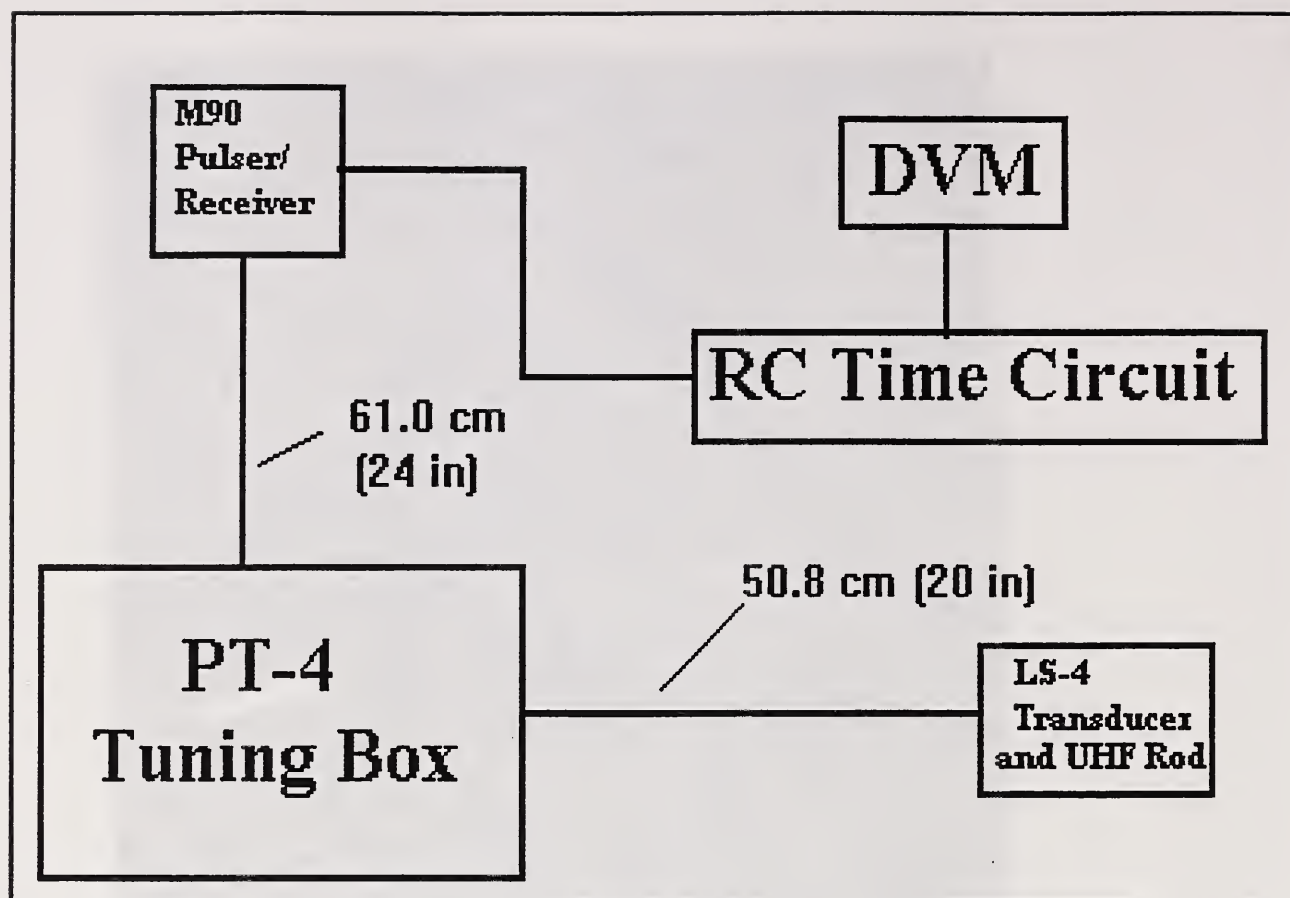 M90
Pulser/
Receiver
DVM
RC Time Circuit
61.0 cm
(24 in)
50.8 cm (20 in)
PT-4
Tuning Box
LS-4
Transducer
and UHF Rod